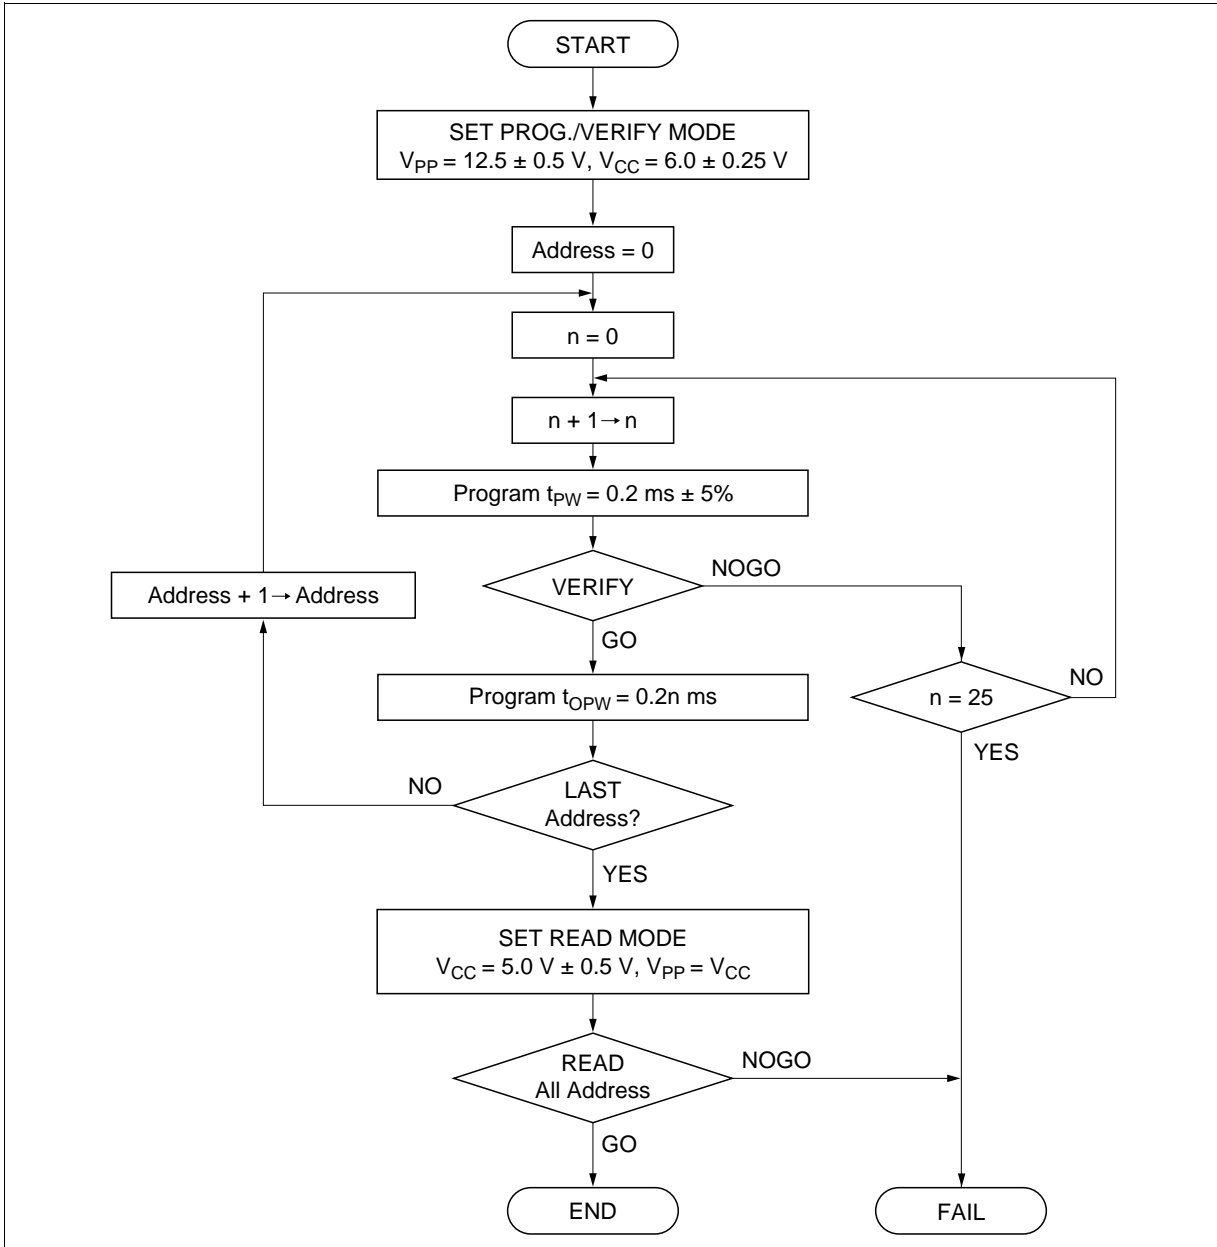 START
SET PROG./VERIFY MODE
VPP = 12.5 ± 0.5 V, VCC = 6.0 ± 0.25 V
Address = 0
n = 0
n + 1→ n
Program tPW = 0.2 ms ± 5%
VERIFY
NOGO
Address + 1→ Address
GO
Program tOPW = 0.2n ms
n = 25
NO
YES
NO
LAST
Address?
YES
SET READ MODE
VCC = 5.0 V ± 0.5 V, VPP = VCC
READ
All Address
NOGO
GO
END
FAIL